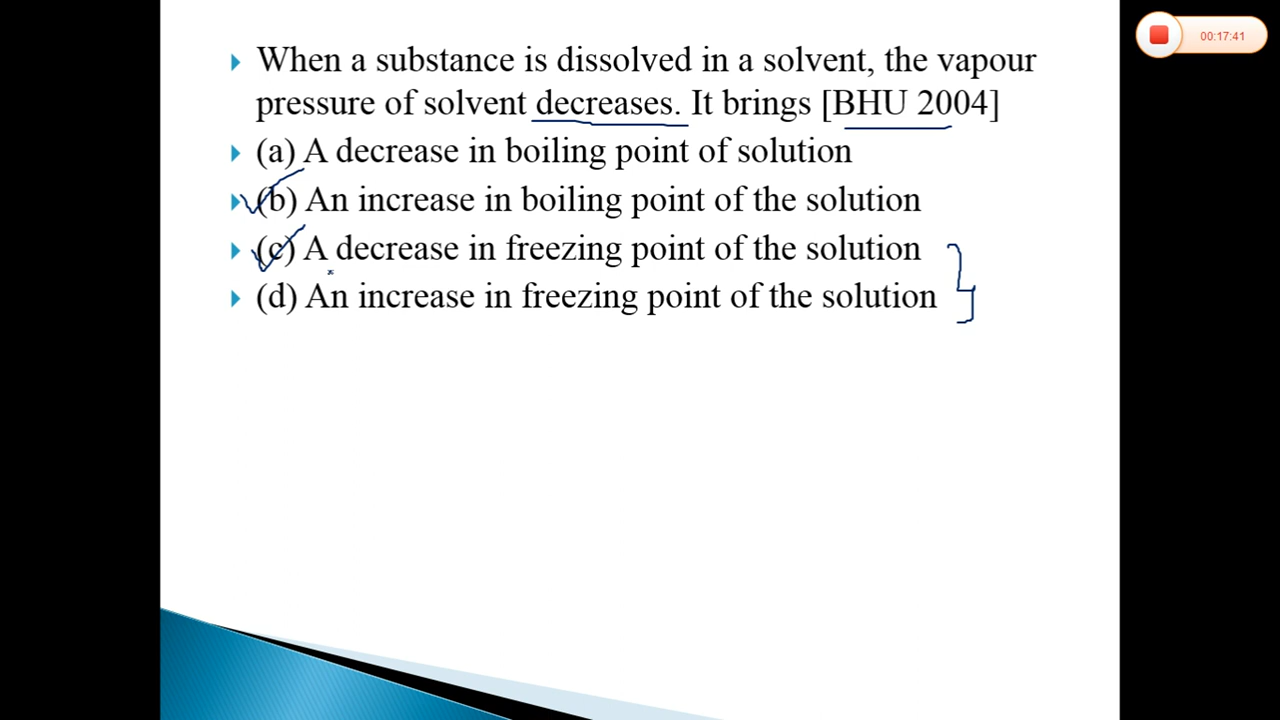 00:17:41
When a substance is dissolved in a solvent, the vapour
pressure of solvent decreases. It brings [BHU 2004]
(a) A decrease in boiling point of solution
(b) An increase in boiling point of the solution
(c) A decrease in freezing point of the solution
(d) An increase in freezing point of the solution